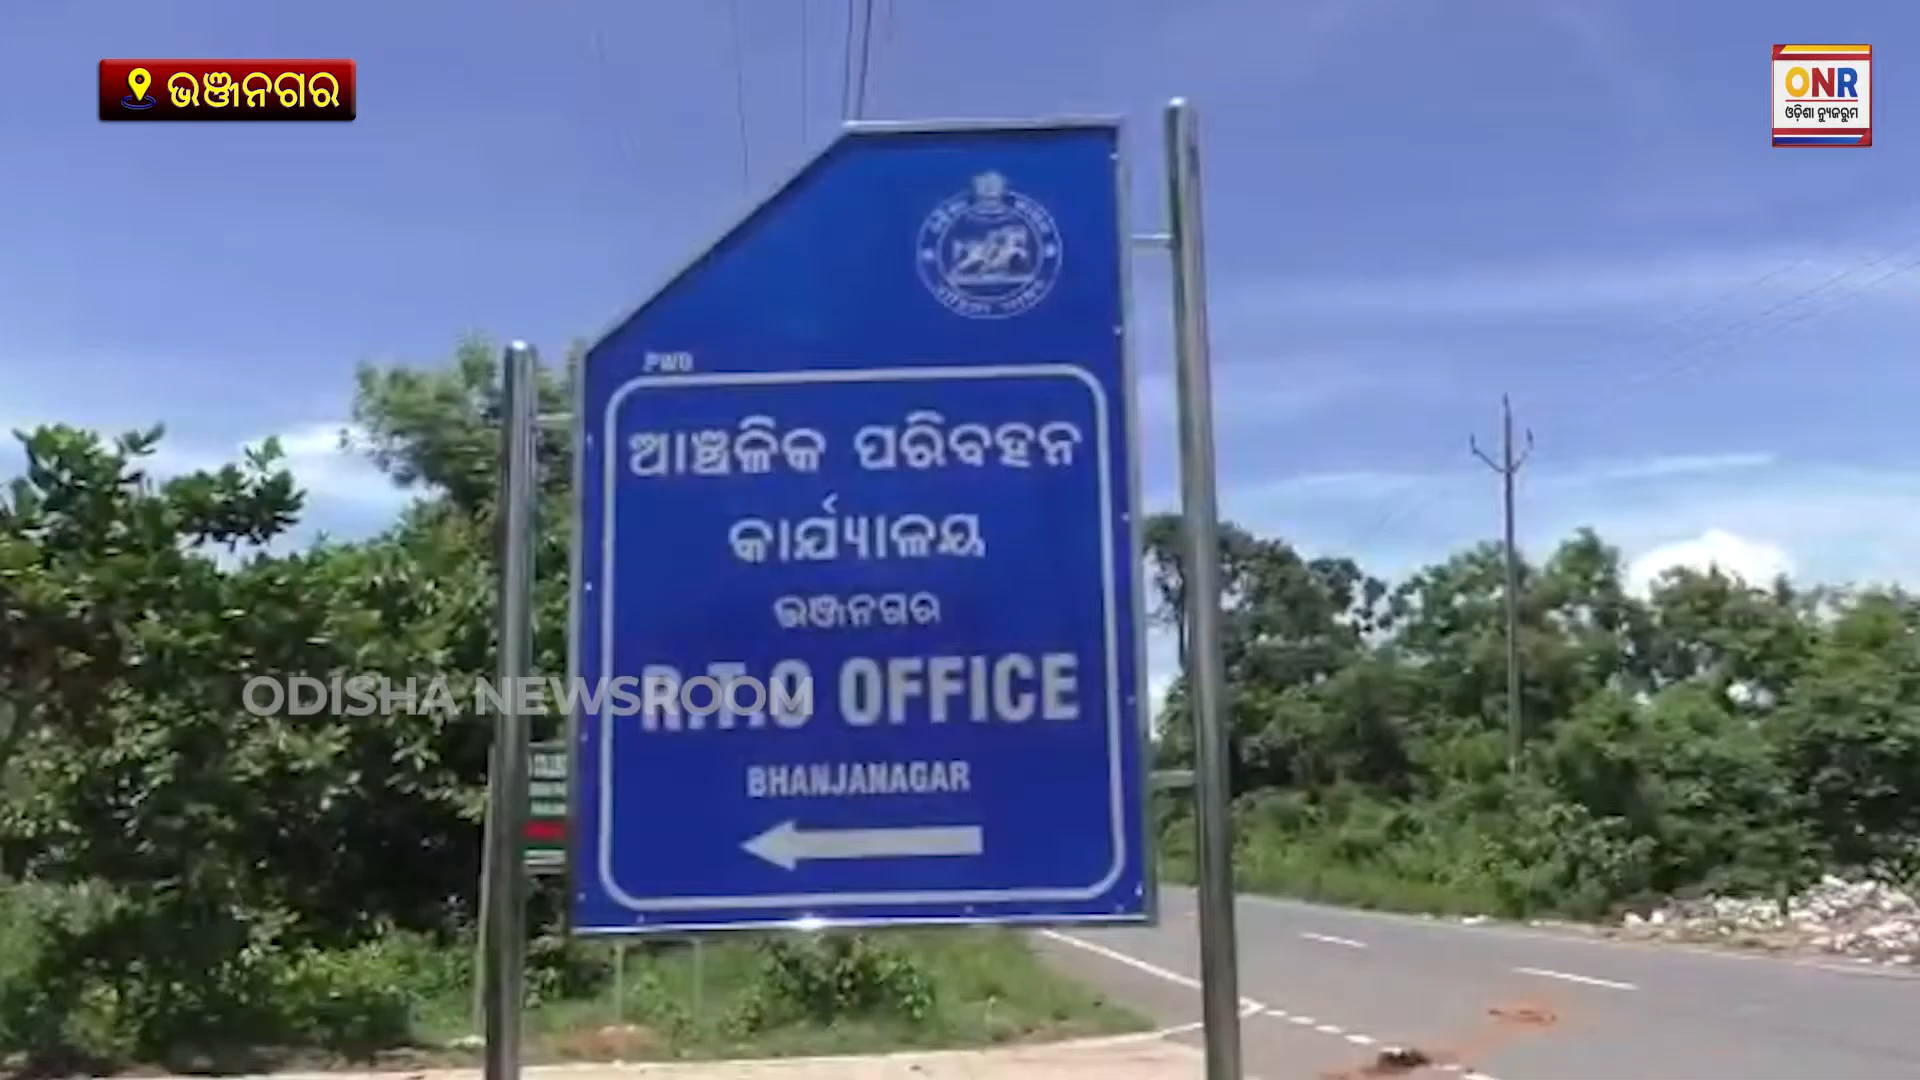 ଭଞ୍ଜନଗର
ONR
ଓଡ଼ିଶା ନ୍ୟୁଜରୁମ
PWD
ଆଞ୍ଚଳିକ ପରିବହନ
କାର୍ଯ୍ୟାଳୟ
ଭଞ୍ଜନଗର
R.T.O OFFICE
ODISHA NEWSROOM
BHANJANAGAR